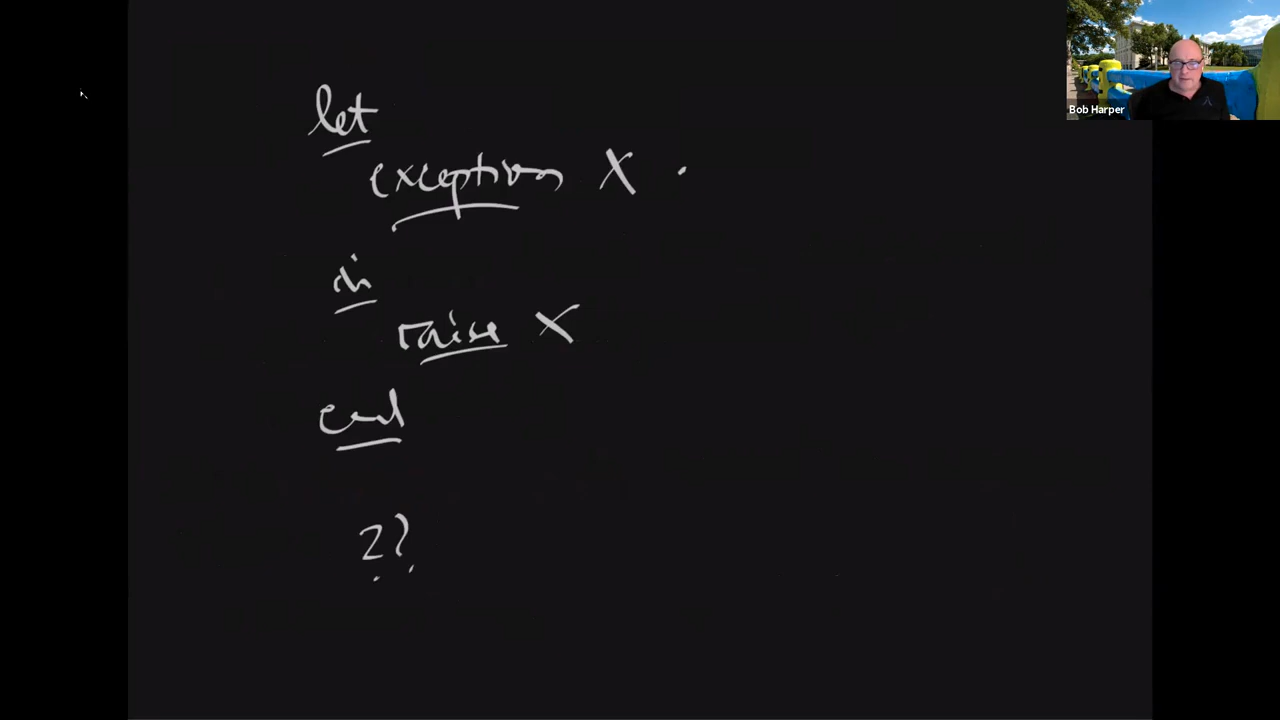 let
exception X .
in
raise X
end
??
Bob Harper